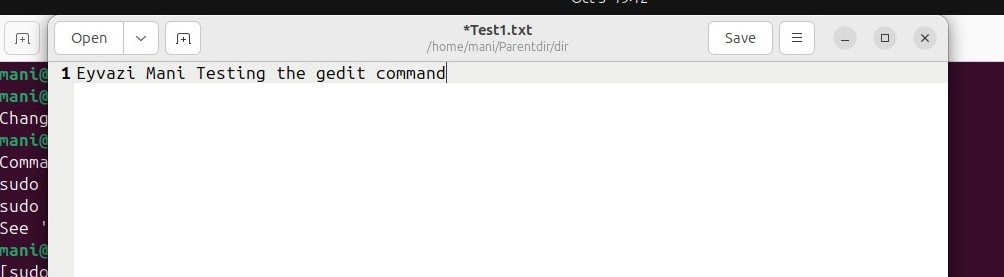 Open
*Test1.txt
/home/mani/Parentdir/dir
Save
1 Eyvazi Mani Testing the gedit command
mani@
mani@
Chang
mani@
Comma
sudo
sudo
See '
mani@
[sudo